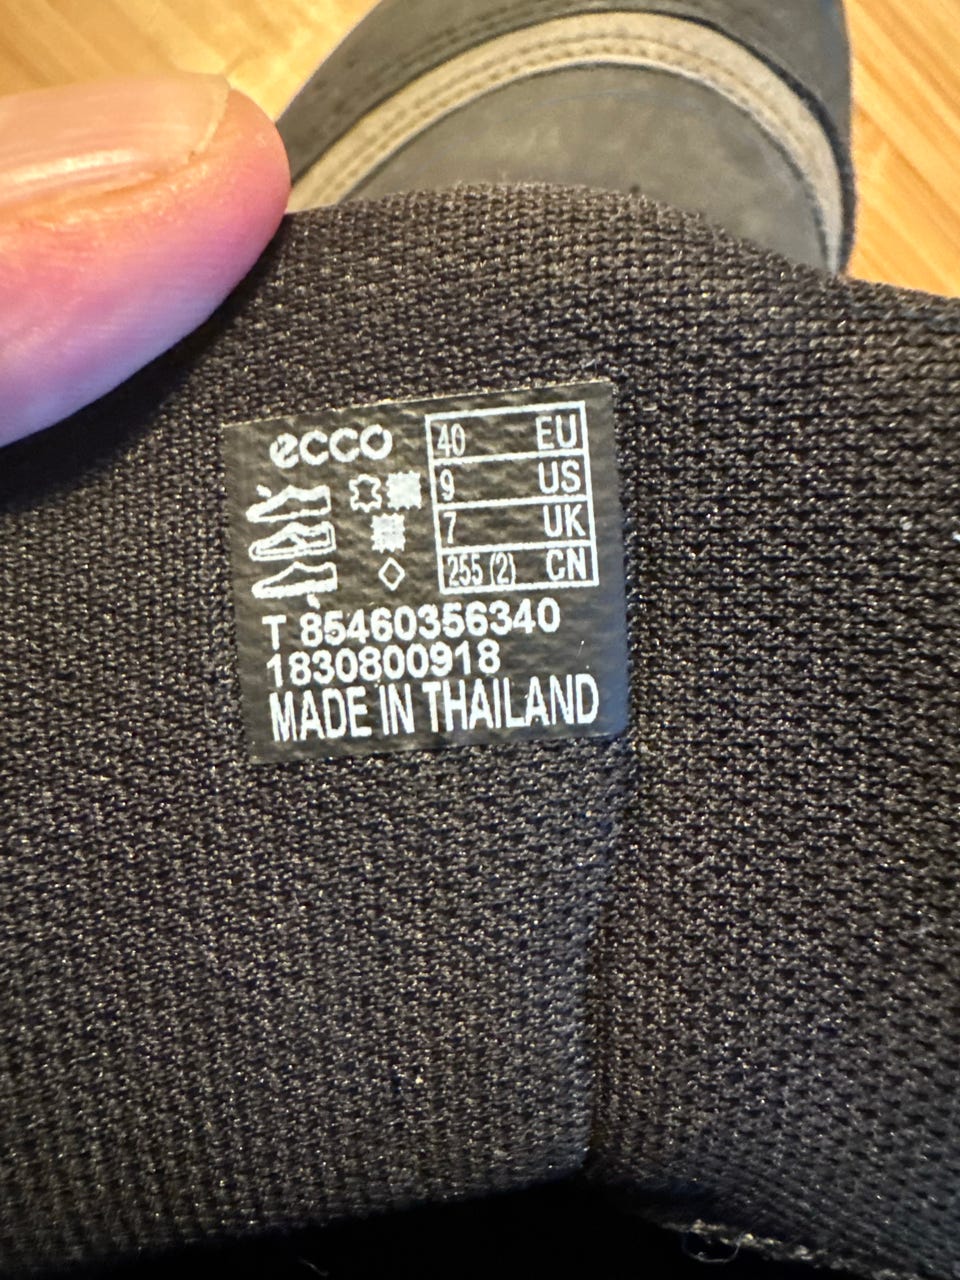 ecco
40 EU
9 US
7 UK
255 (2) CN
T 85460356340
1830800918
MADE IN THAILAND